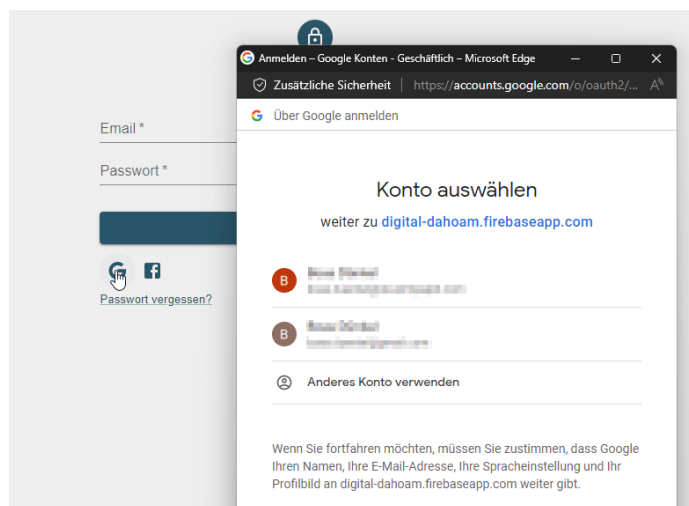 Anmelden – Google Konten - Geschäftlich – Microsoft Edge
Zusätzliche Sicherheit | https://accounts.google.com/o/oauth2/...
Über Google anmelden
Email *
Passwort *
Passwort vergessen?
Konto auswählen
weiter zu digital-dahoam.firebaseapp.com
B
B
Anderes Konto verwenden
Wenn Sie fortfahren möchten, müssen Sie zustimmen, dass Google
Ihren Namen, Ihre E-Mail-Adresse, Ihre Spracheinstellung und Ihr
Profilbild an digital-dahoam.firebaseapp.com weiter gibt.